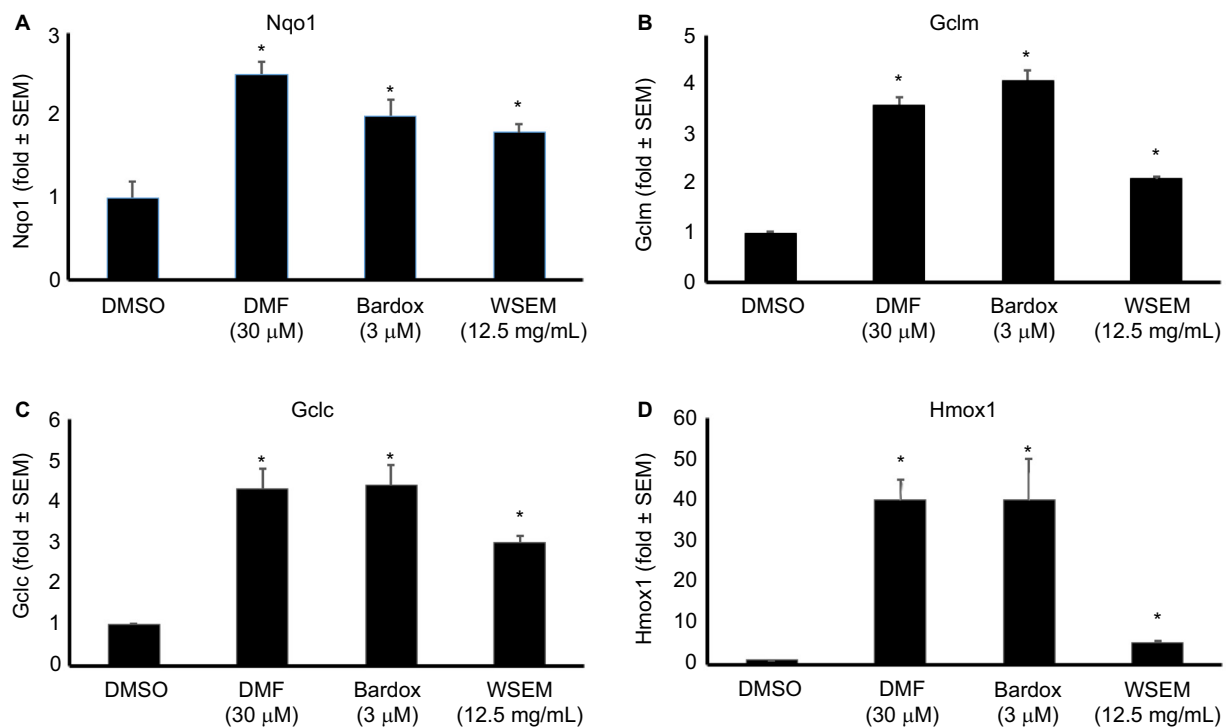 A
Nqo1
Nqo1 (fold ± SEM)
3
2
1
0
*
*
*
DMSO
DMF
(30 μM)
Bardox
(3 μM)
WSEM
(12.5 mg/mL)
B
Gclm
Gclm (fold ± SEM)
5
4
3
2
1
0
*
*
*
DMSO
DMF
(30 μM)
Bardox
(3 μM)
WSEM
(12.5 mg/mL)
C
Gclc
Gclc (fold ± SEM)
6
5
4
3
2
1
0
*
*
*
DMSO
DMF
(30 μM)
Bardox
(3 μM)
WSEM
(12.5 mg/mL)
D
Hmox1
Hmox1 (fold ± SEM)
60
50
40
30
20
10
0
*
*
*
DMSO
DMF
(30 μM)
Bardox
(3 μM)
WSEM
(12.5 mg/mL)